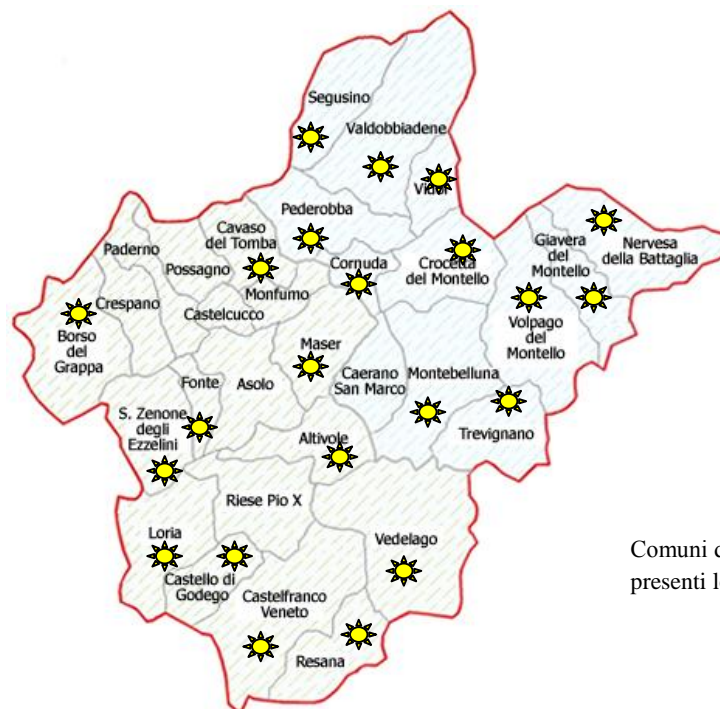 Segusino
Valdobbiadene
Pederobba
Cavaso
del Tomba
Paderno
Possagno
Cornuda
Crocetta
del Montello
Giavera
del
Montello
Nervesa
della Battaglia
Crespano
Monfumo
Castelcucco
Borso
del
Grappa
Maser
Volpago
del
Montello
Fonte
Asolo
Caerano
San Marco
Montebelluna
S. Zenone
degli
Ezzelini
Altivole
Trevignano
Riese Pio X
Loria
Vedelago
Castello di
Godego
Castelfranco
Veneto
Resana
Comuni
presenti